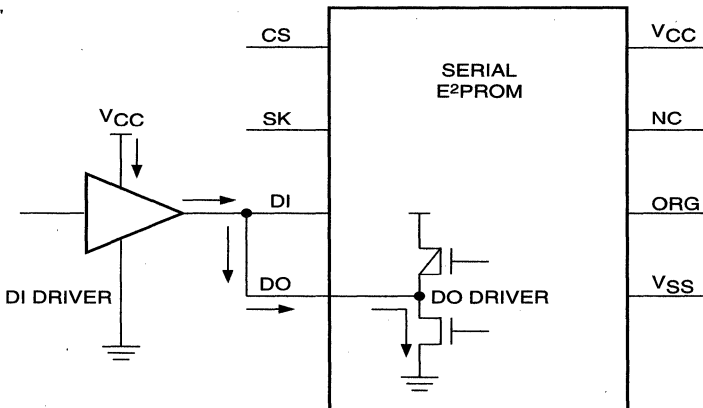 CS
SERIAL
E²PROM
VCC
VCC
SK
NC
DI
ORG
DO
DI DRIVER
DO DRIVER
VSS